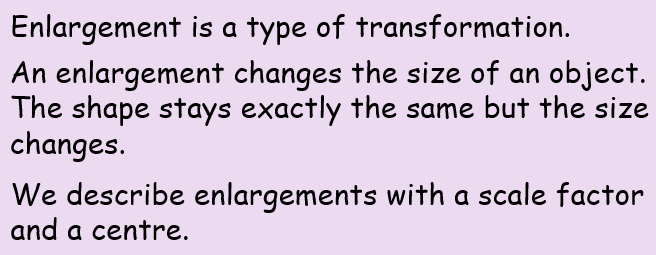 Enlargement is a type of transformation.
An enlargement changes the size of an object.
The shape stays exactly the same but the size
changes.
We describe enlargements with a scale factor
and a centre.